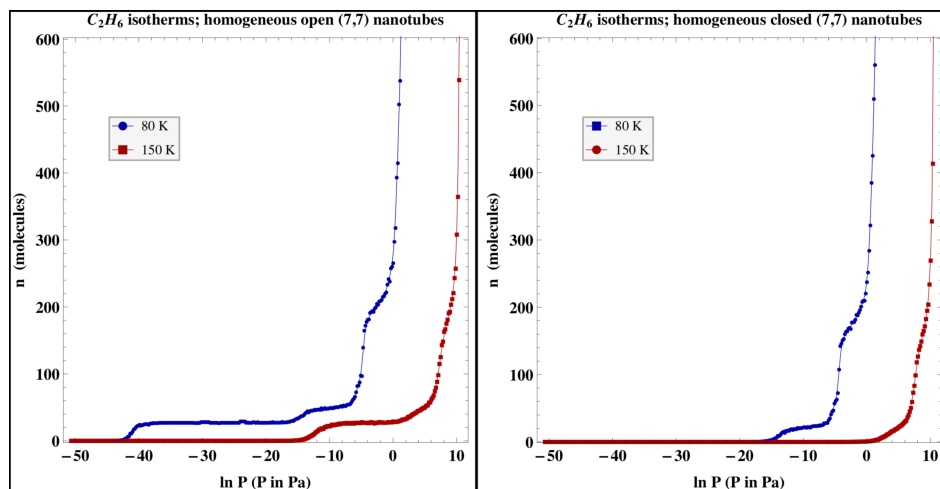 C₂H₆ isotherms; homogeneous open (7,7) nanotubes
600
500
400
300
200
100
0
n (molecules)
80 K
150 K
−50 −40 −30 −20 −10 0 10
ln P (P in Pa)
C₂H₆ isotherms; homogeneous closed (7,7) nanotubes
600
500
400
300
200
100
0
n (molecules)
80 K
150 K
−50 −40 −30 −20 −10 0 10
ln P (P in Pa)